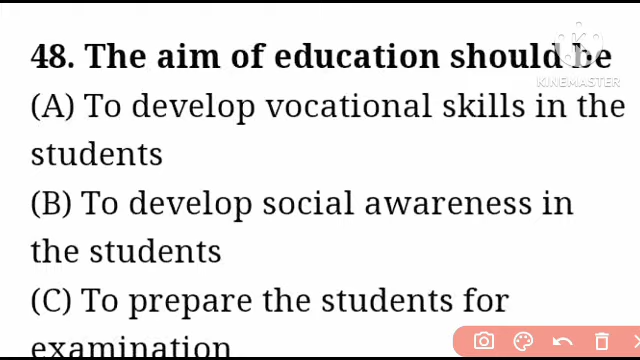 48. The aim of education should be
KINEMASTER
(A) To develop vocational skills in the
students
(B) To develop social awareness in
the students
(C) To prepare the students for
examination